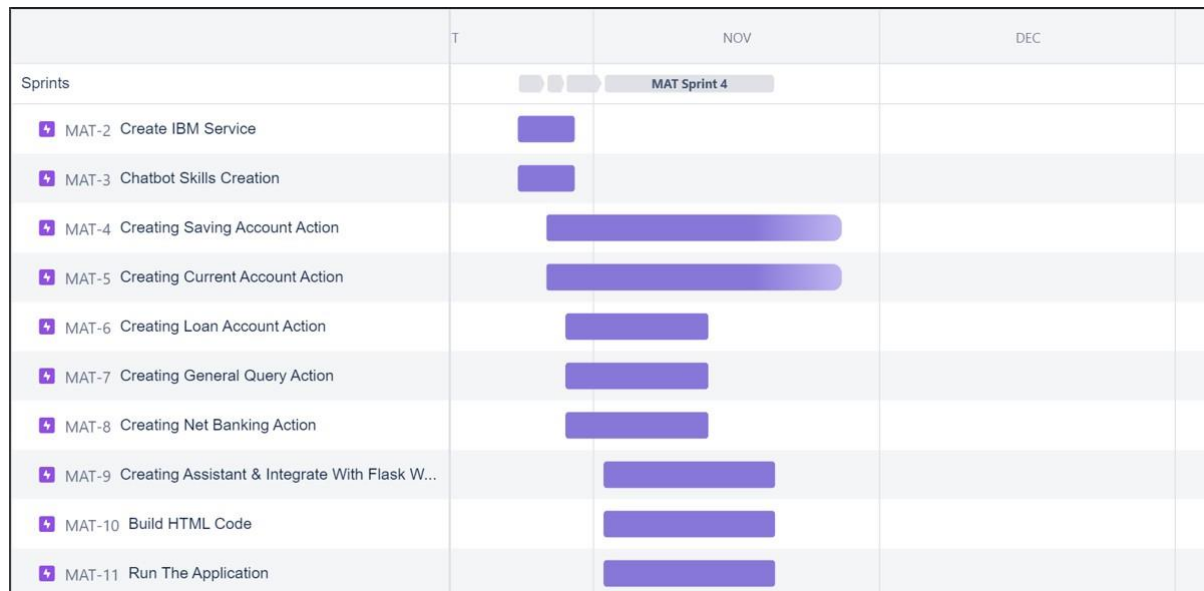 T NOV DEC
Sprints MAT Sprint 4
MAT-2 Create IBM Service
MAT-3 Chatbot Skills Creation
MAT-4 Creating Saving Account Action
MAT-5 Creating Current Account Action
MAT-6 Creating Loan Account Action
MAT-7 Creating General Query Action
MAT-8 Creating Net Banking Action
MAT-9 Creating Assistant & Integrate With Flask W...
MAT-10 Build HTML Code
MAT-11 Run The Application